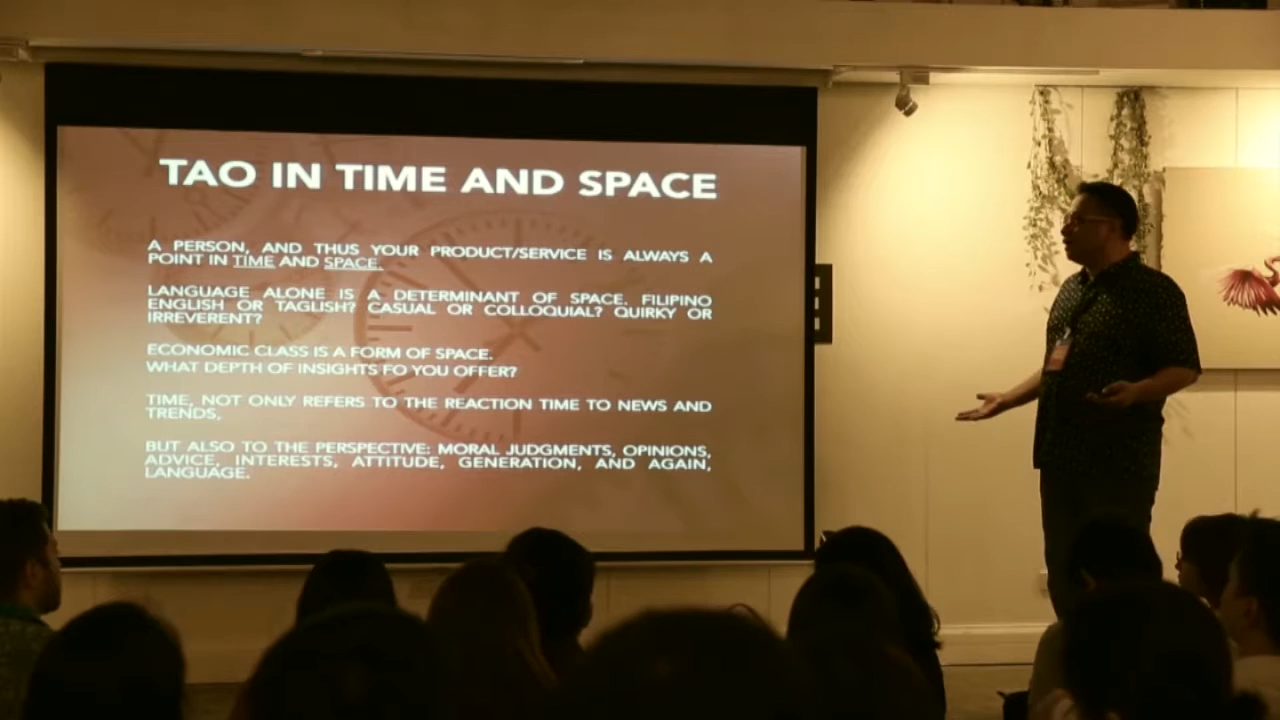 TAO IN TIME AND SPACE
A PERSON, AND THUS YOUR PRODUCT/SERVICE IS ALWAYS A
POINT IN TIME AND SPACE.
LANGUAGE ALONE IS A DETERMINANT OF SPACE. FILIPINO
ENGLISH OR TAGLISH? CASUAL OR COLLOQUIAL? QUIRKY OR
IRREVERENT?
ECONOMIC CLASS IS A FORM OF SPACE.
WHAT DEPTH OF INSIGHTS FO YOU OFFER?
TIME, NOT ONLY REFERS TO THE REACTION TIME TO NEWS AND
TRENDS,
BUT ALSO TO THE PERSPECTIVE: MORAL JUDGMENTS, OPINIONS,
ADVICE, INTERESTS, ATTITUDE, GENERATION, AND AGAIN,
LANGUAGE.